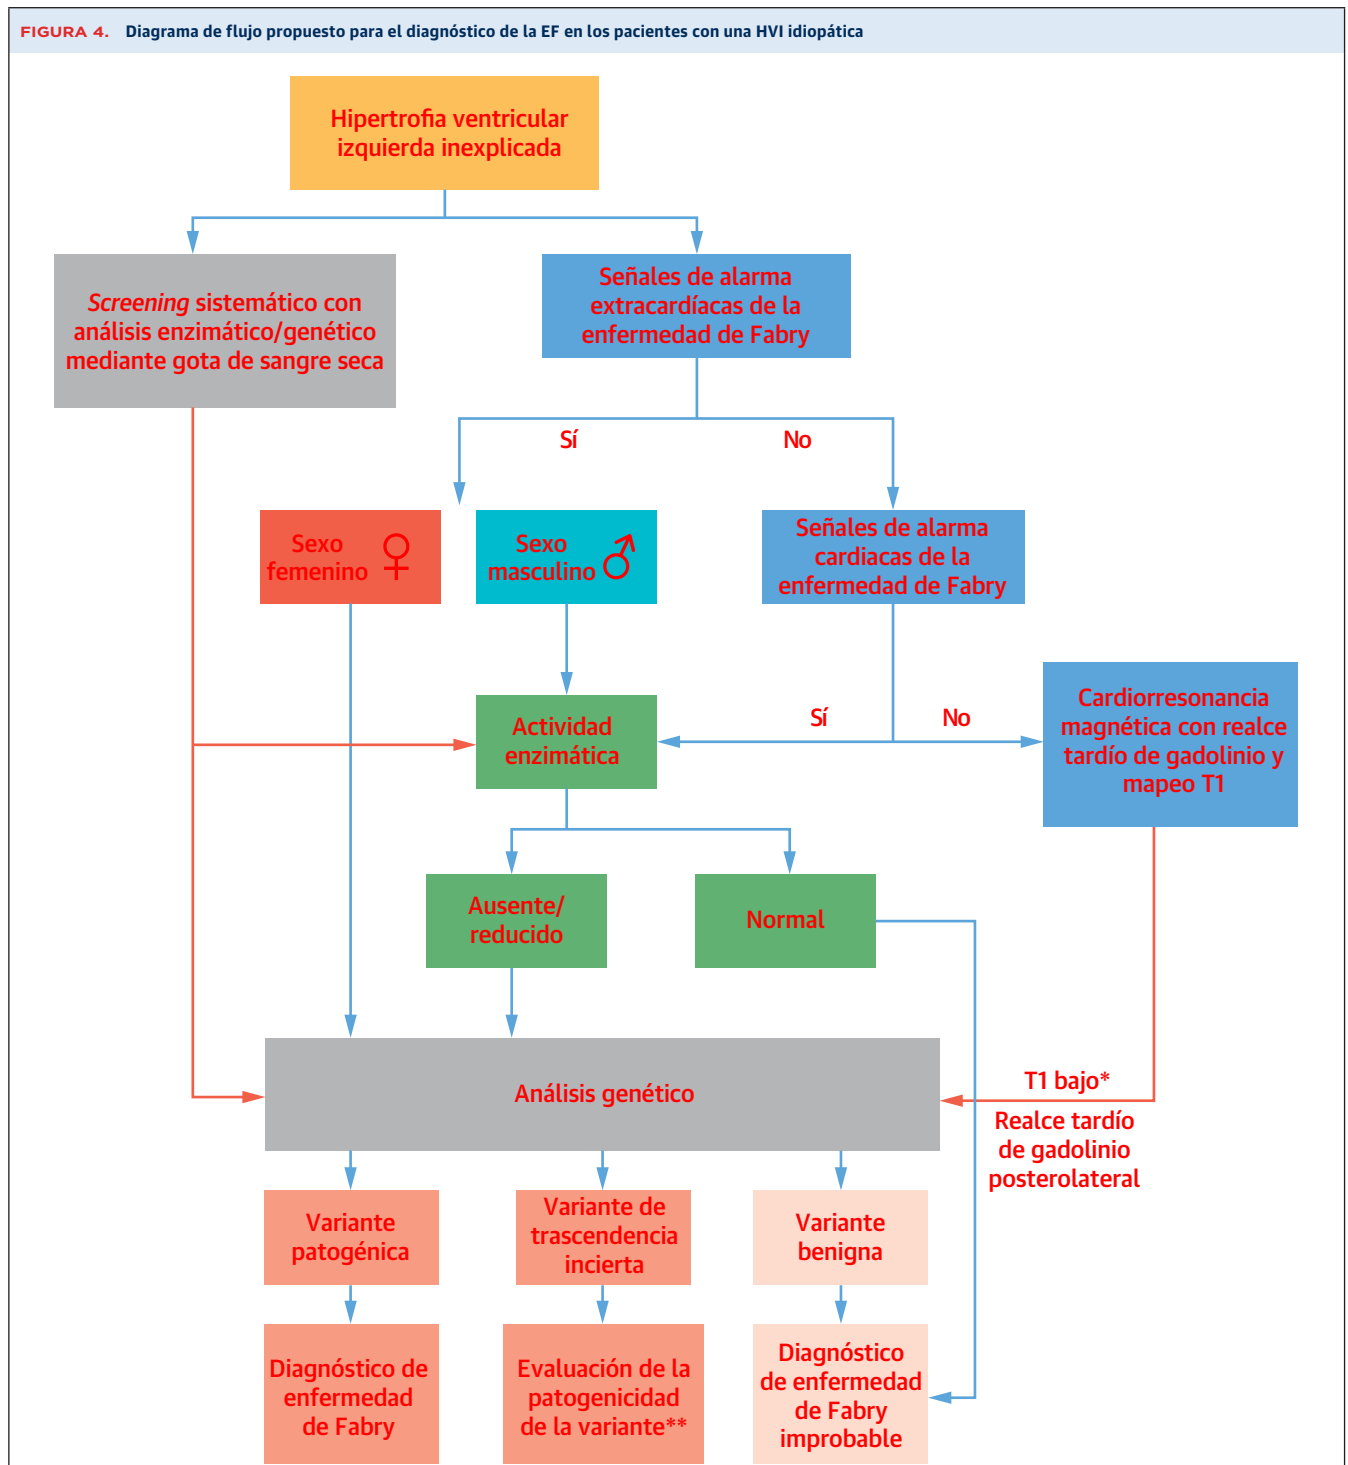 FIGURA 4. Diagrama de flujo propuesto para el diagnóstico de la EF en los pacientes con una HVI idiopática
Hipertrofia ventricular
izquierda inexplicada
Screening sistemático con
análisis enzimático/genético
mediante gota de sangre seca
Señales de alarma
extracardíacas de la
enfermedad de Fabry
Sí
No
Sexo
femenino ♀
Sexo
masculino ♂
Señales de alarma
cardiacas de la
enfermedad de Fabry
Actividad
enzimática
Sí
No
Cardiorresonancia
magnética con realce
tardío de gadolinio y
mapeo T1
Ausente/
reducido
Normal
Análisis genético
T1 bajo*
Realce tardío
de gadolinio
posterolateral
Variante
patogénica
Variante de
trascendencia
incierta
Variante
benigna
Diagnóstico de
enfermedad
de Fabry
Evaluación de la
patogenicidad
de la variante**
Diagnóstico
de enfermedad
de Fabry
improbable